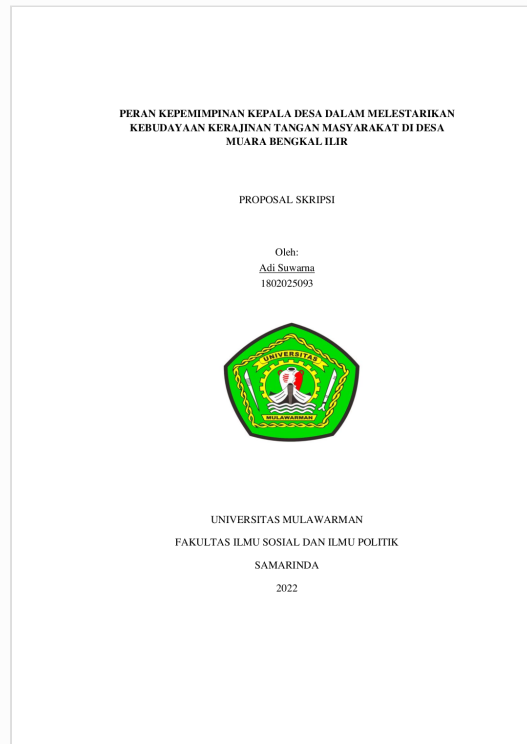 PERAN KEPEMIMPINAN KEPALA DESA DALAM MELESTARIKAN
KEBUDAYAAN KERAJINAN TANGAN MASYARAKAT DI DESA
MUARA BENGKAL ILIR
PROPOSAL SKRIPSI
Oleh:
Adi Suwarna
1802025093
UNIVERSITAS
MULAWARMAN
UNIVERSITAS MULAWARMAN
FAKULTAS ILMU SOSIAL DAN ILMU POLITIK
SAMARINDA
2022